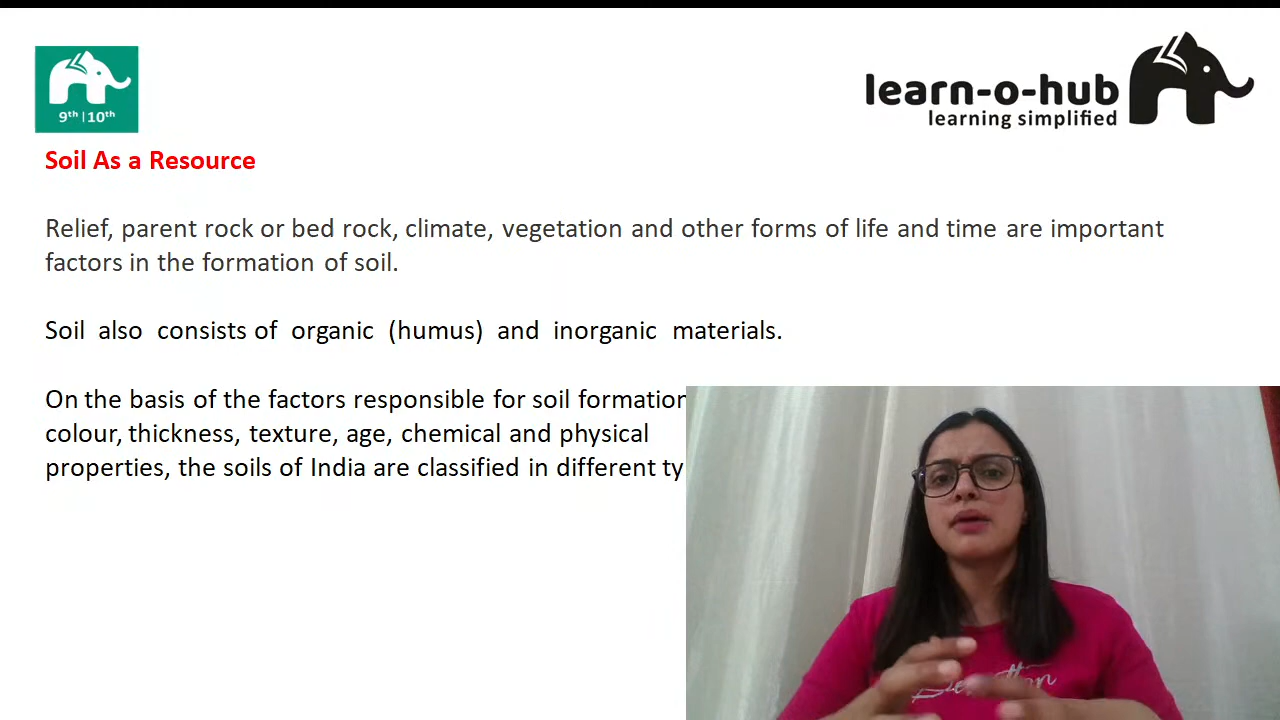 9th | 10th
learn-o-hub
learning simplified
Soil As a Resource
Relief, parent rock or bed rock, climate, vegetation and other forms of life and time are important
factors in the formation of soil.
Soil also consists of organic (humus) and inorganic materials.
On the basis of the factors responsible for soil formation
colour, thickness, texture, age, chemical and physical
properties, the soils of India are classified in different ty